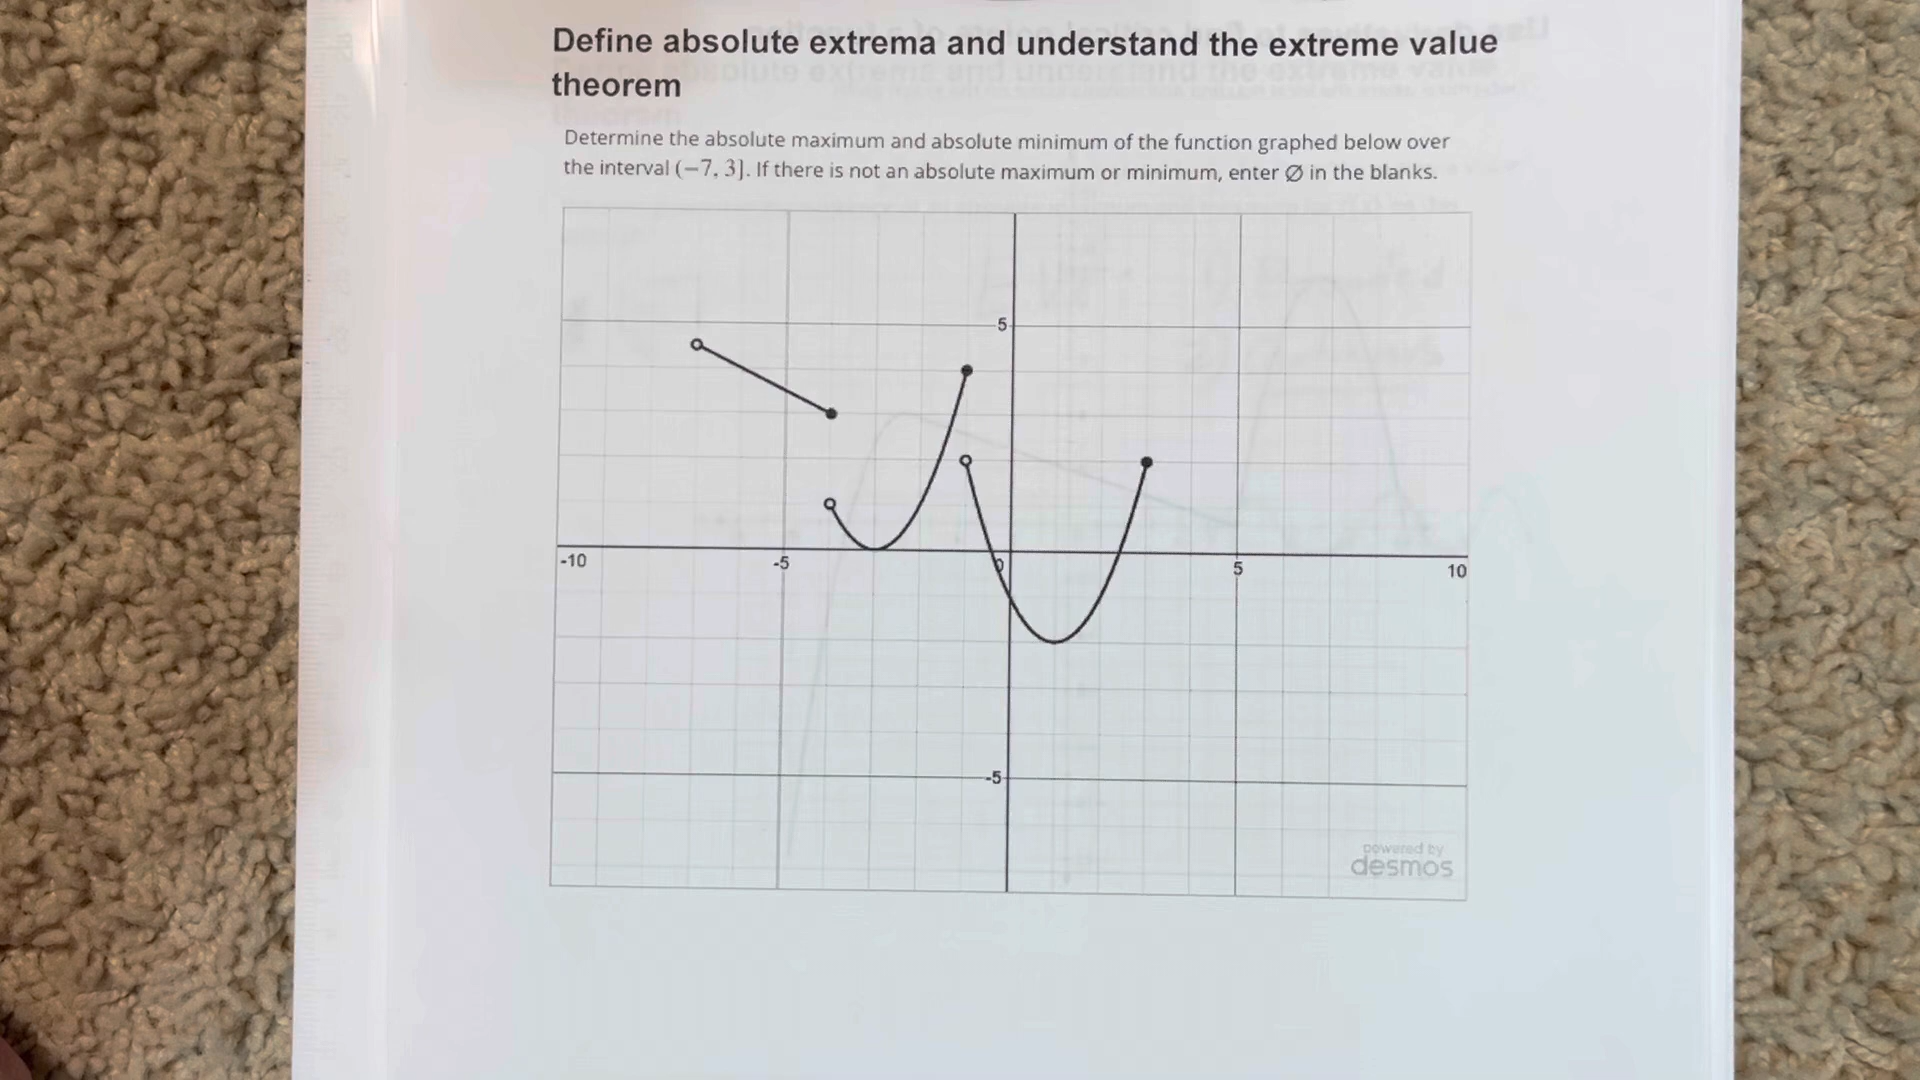 Define absolute extrema and understand the extreme value
theorem
Determine the absolute maximum and absolute minimum of the function graphed below over
the interval (−7, 3]. If there is not an absolute maximum or minimum, enter Ø in the blanks.
5
-10
-5
0
5
10
-5
powered by
desmos